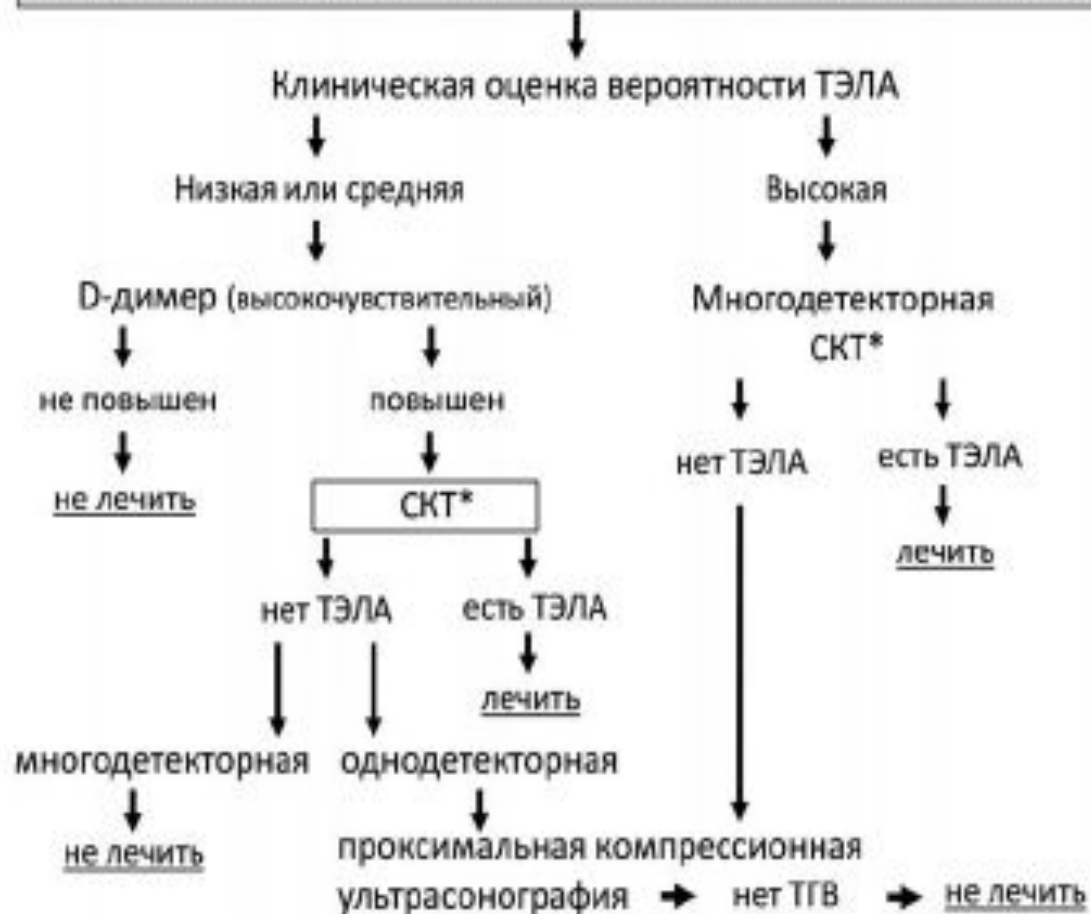 Клиническая оценка вероятности ТЭЛА
Низкая или средняя
Высокая
D-димер (высокочувствительный)
Многодетекторная
СКТ*
не повышен
повышен
нет ТЭЛА
есть ТЭЛА
не лечить
СКТ*
лечить
нет ТЭЛА
есть ТЭЛА
лечить
многодетекторная
однодетекторная
не лечить
проксимальная компрессионная
ультрасонография
нет ТГВ
не лечить